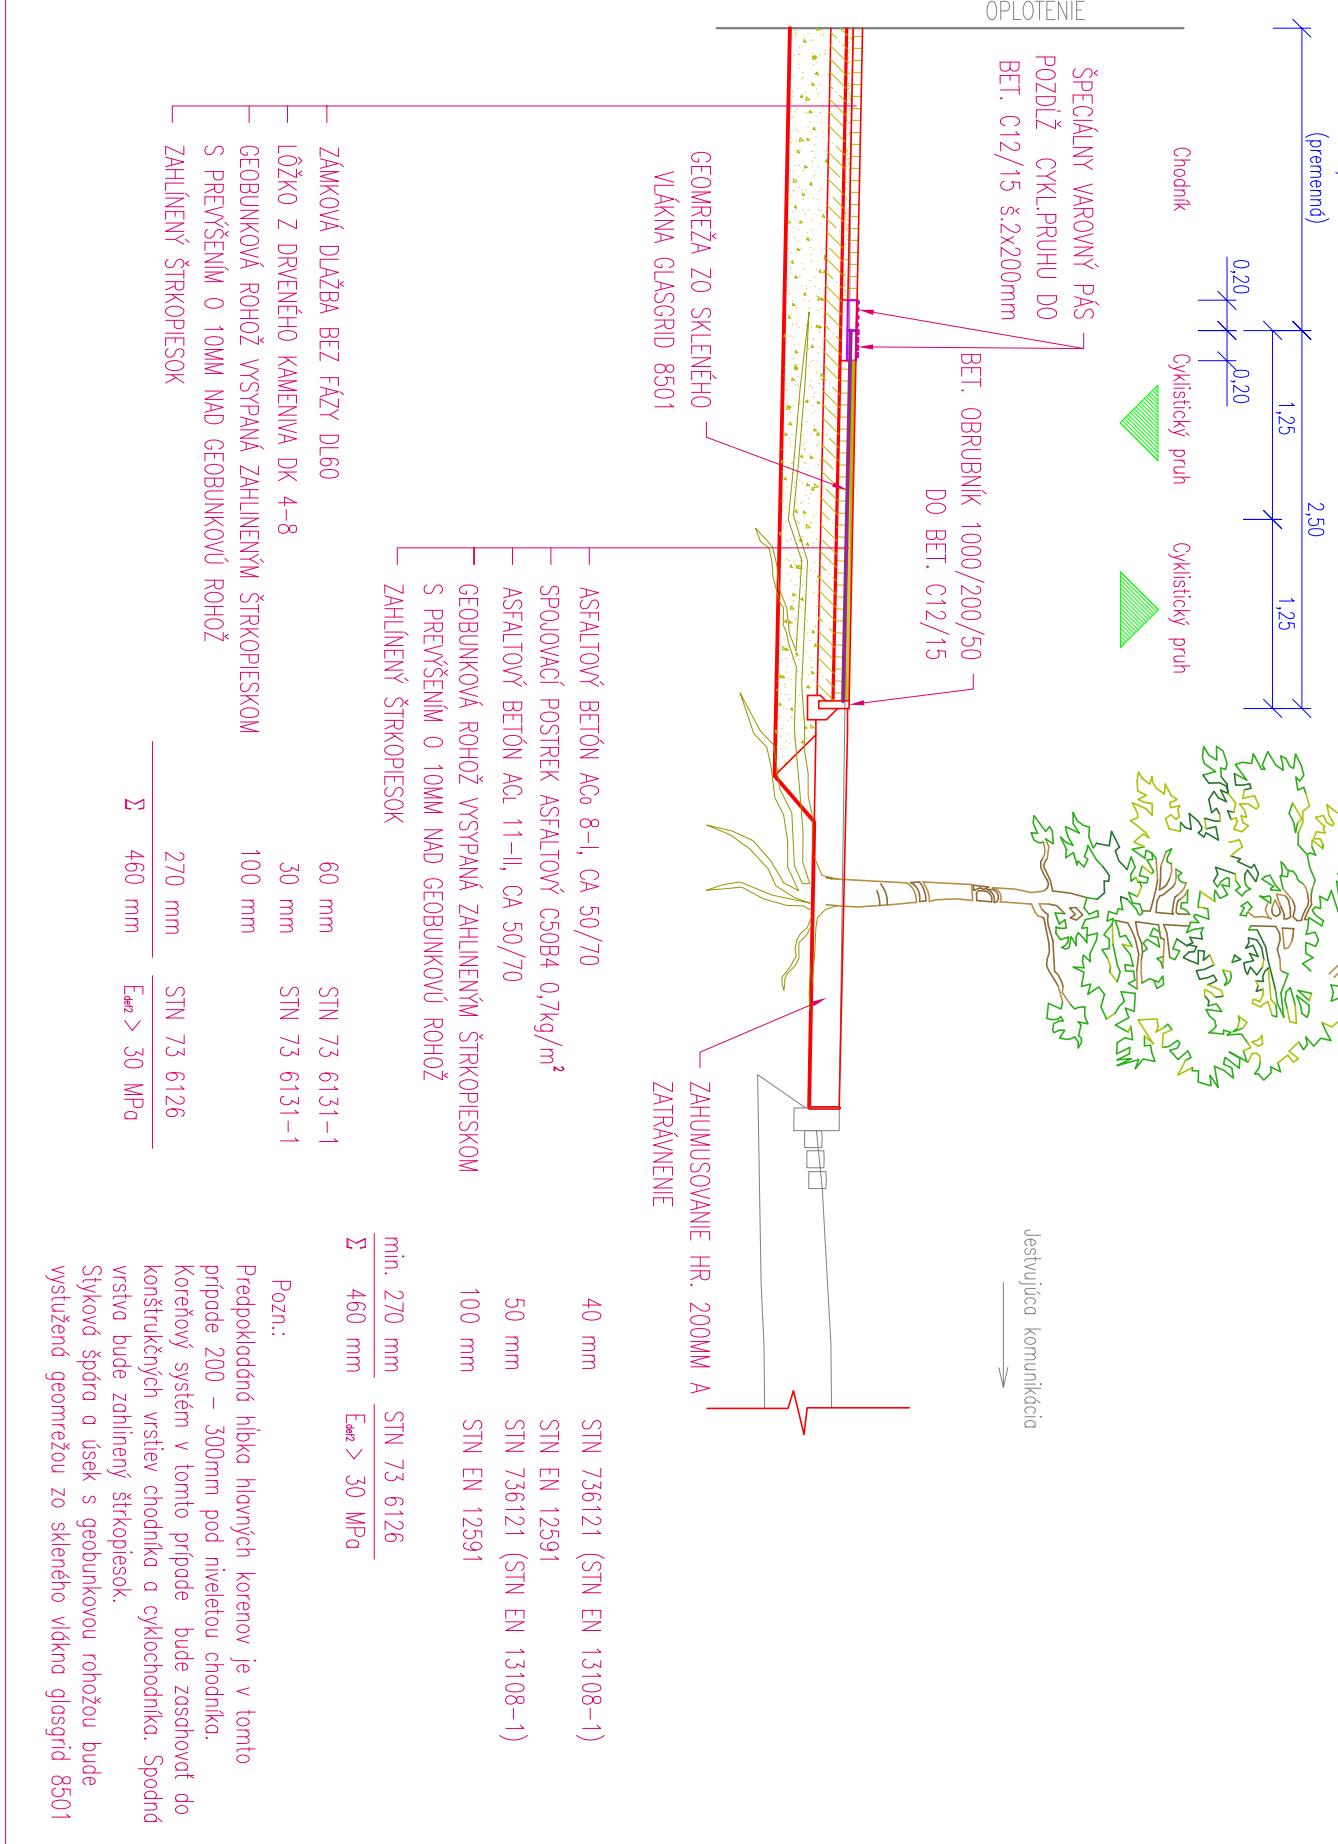 OPLOTENIE
(premenná)
2,50
1,25
1,25
0,20
0,20
Chodník
Cyklistický pruh
Cyklistický pruh
ŠPECIÁLNY VAROVNÝ PÁS
POZDĹŽ CYKL.PRUHU DO
BET. C12/15 š.2x200mm
BET. OBRUBNÍK 1000/200/50
DO BET. C12/15
Jestvujúca komunikácia
GEOMREŽA ZO SKLENÉHO
VLÁKNA GLASGRID 8501
ZAHUMUSOVANIE HR. 200MM A
ZATRÁVNENIE
ASFALTOVÝ BETÓN ACo 8-I, CA 50/70 40 mm STN 736121 (STN EN 13108-1)
SPOJOVACÍ POSTREK ASFALTOVÝ C50B4 0,7kg/m² STN EN 12591
ASFALTOVÝ BETÓN ACL 11-II, CA 50/70 50 mm STN 736121 (STN EN 13108-1)
GEOBUNKOVÁ ROHOŽ VYSYPANÁ ZAHLINENÝM ŠTRKOPIESKOM 100 mm STN EN 12591
S PREVÝŠENÍM O 10MM NAD GEOBUNKOVÚ ROHOŽ
ZAHLÍNENÝ ŠTRKOPIESOK min. 270 mm STN 73 6126
Σ 460 mm Edef2 > 30 MPa
ZÁMKOVÁ DLAŽBA BEZ FÁZY DL60 60 mm STN 73 6131-1
LÔŽKO Z DRVENÉHO KAMENIVA DK 4-8 30 mm STN 73 6131-1
GEOBUNKOVÁ ROHOŽ VYSYPANÁ ZAHLINENÝM ŠTRKOPIESKOM 100 mm
S PREVÝŠENÍM O 10MM NAD GEOBUNKOVÚ ROHOŽ
ZAHLÍNENÝ ŠTRKOPIESOK 270 mm STN 73 6126
Σ 460 mm Edef2 > 30 MPa
Pozn.:
Predpokladáná hĺbka hlavných korenov je v tomto
prípade 200 - 300mm pod niveletou chodníka.
Koreňový systém v tomto prípade bude zasahovať do
konštrukčných vrstiev chodníka a cyklochodníka. Spodná
vrstva bude zahlinený štrkopiesok.
Styková špára a úsek s geobunkovou rohožou bude
vystužená geomrežou zo skleného vlákna glasgrid 8501